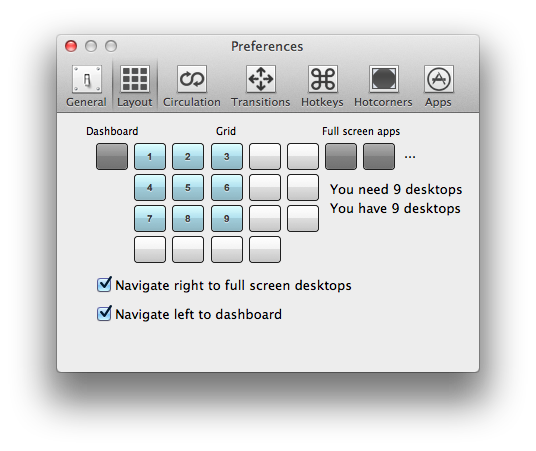 Preferences
General Layout Circulation Transitions Hotkeys Hotcorners Apps
Dashboard Grid Full screen apps
1 2 3 ...
4 5 6 You need 9 desktops
You have 9 desktops
7 8 9
Navigate right to full screen desktops
Navigate left to dashboard